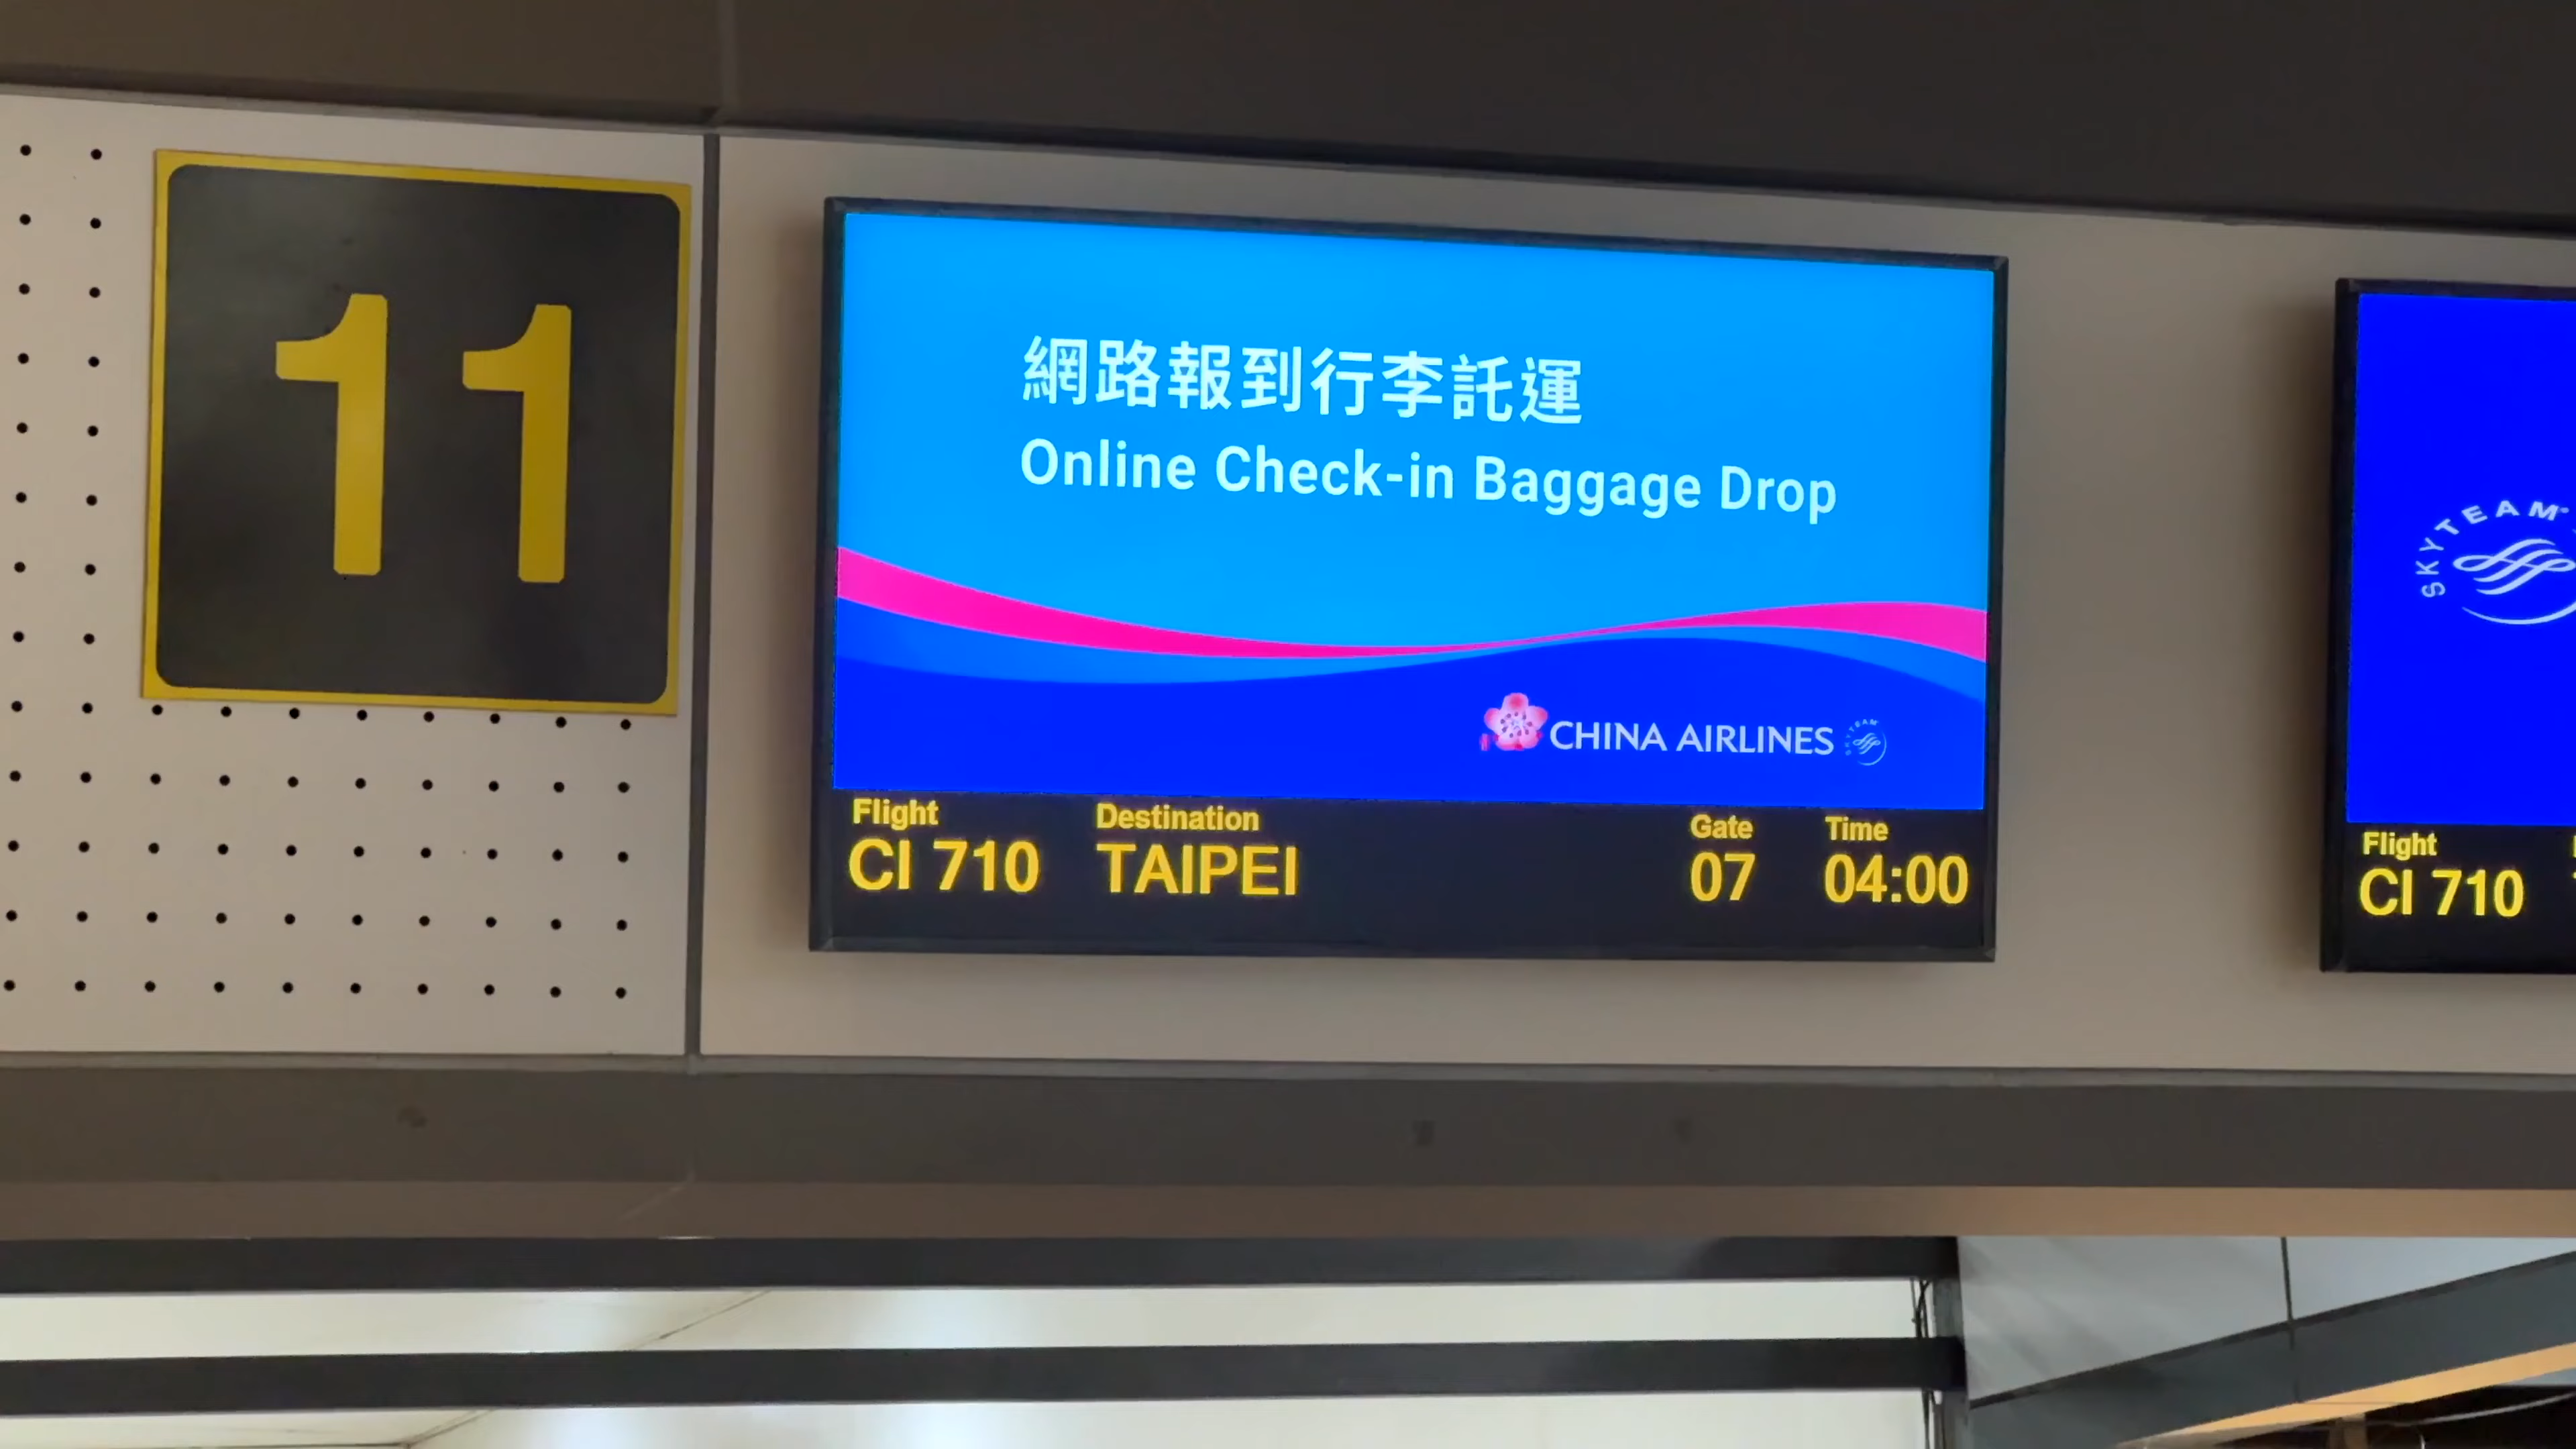 11
網路報到行李託運
Online Check-in Baggage Drop
CHINA AIRLINES
SKYTEAM
Flight Destination Gate Time
CI 710 TAIPEI 07 04:00
SKYTEAM
Flight
CI 710